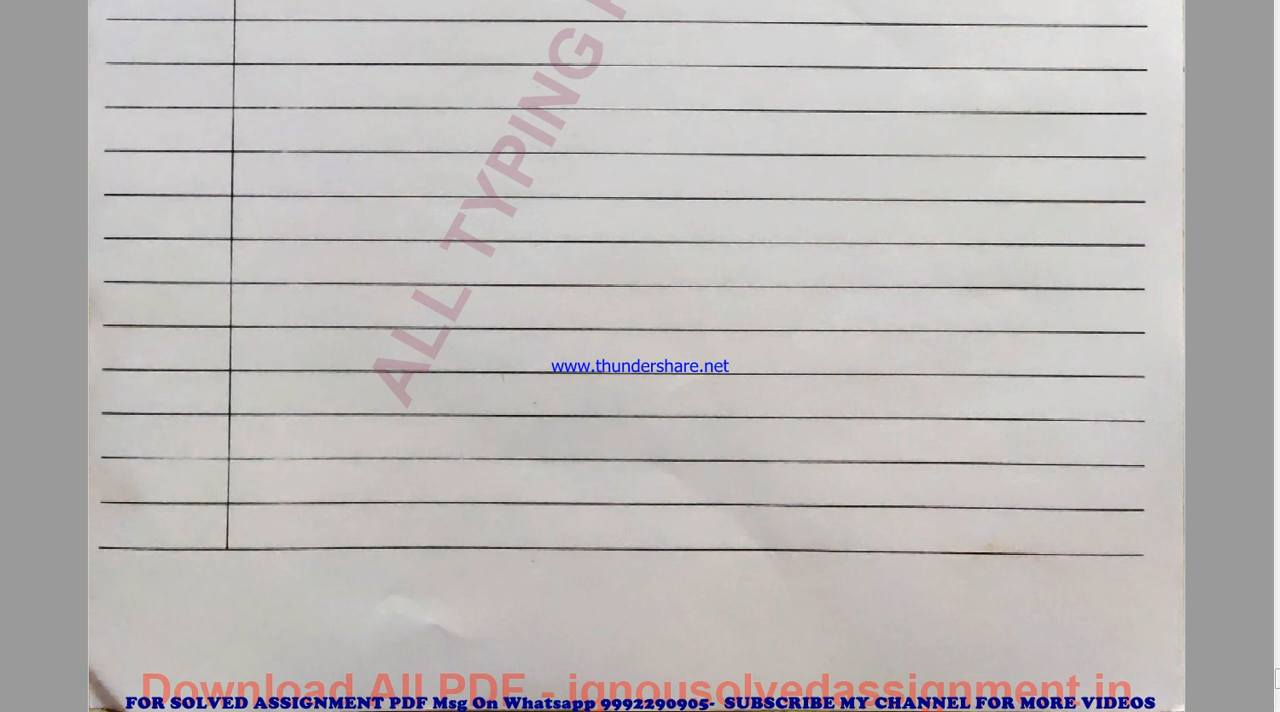 ALL TYPING
www.thundershare.net
Download All PDF - ignousolvedassignment.in
FOR SOLVED ASSIGNMENT PDF Msg On Whatsapp 9992290905- SUBSCRIBE MY CHANNEL FOR MORE VIDEOS